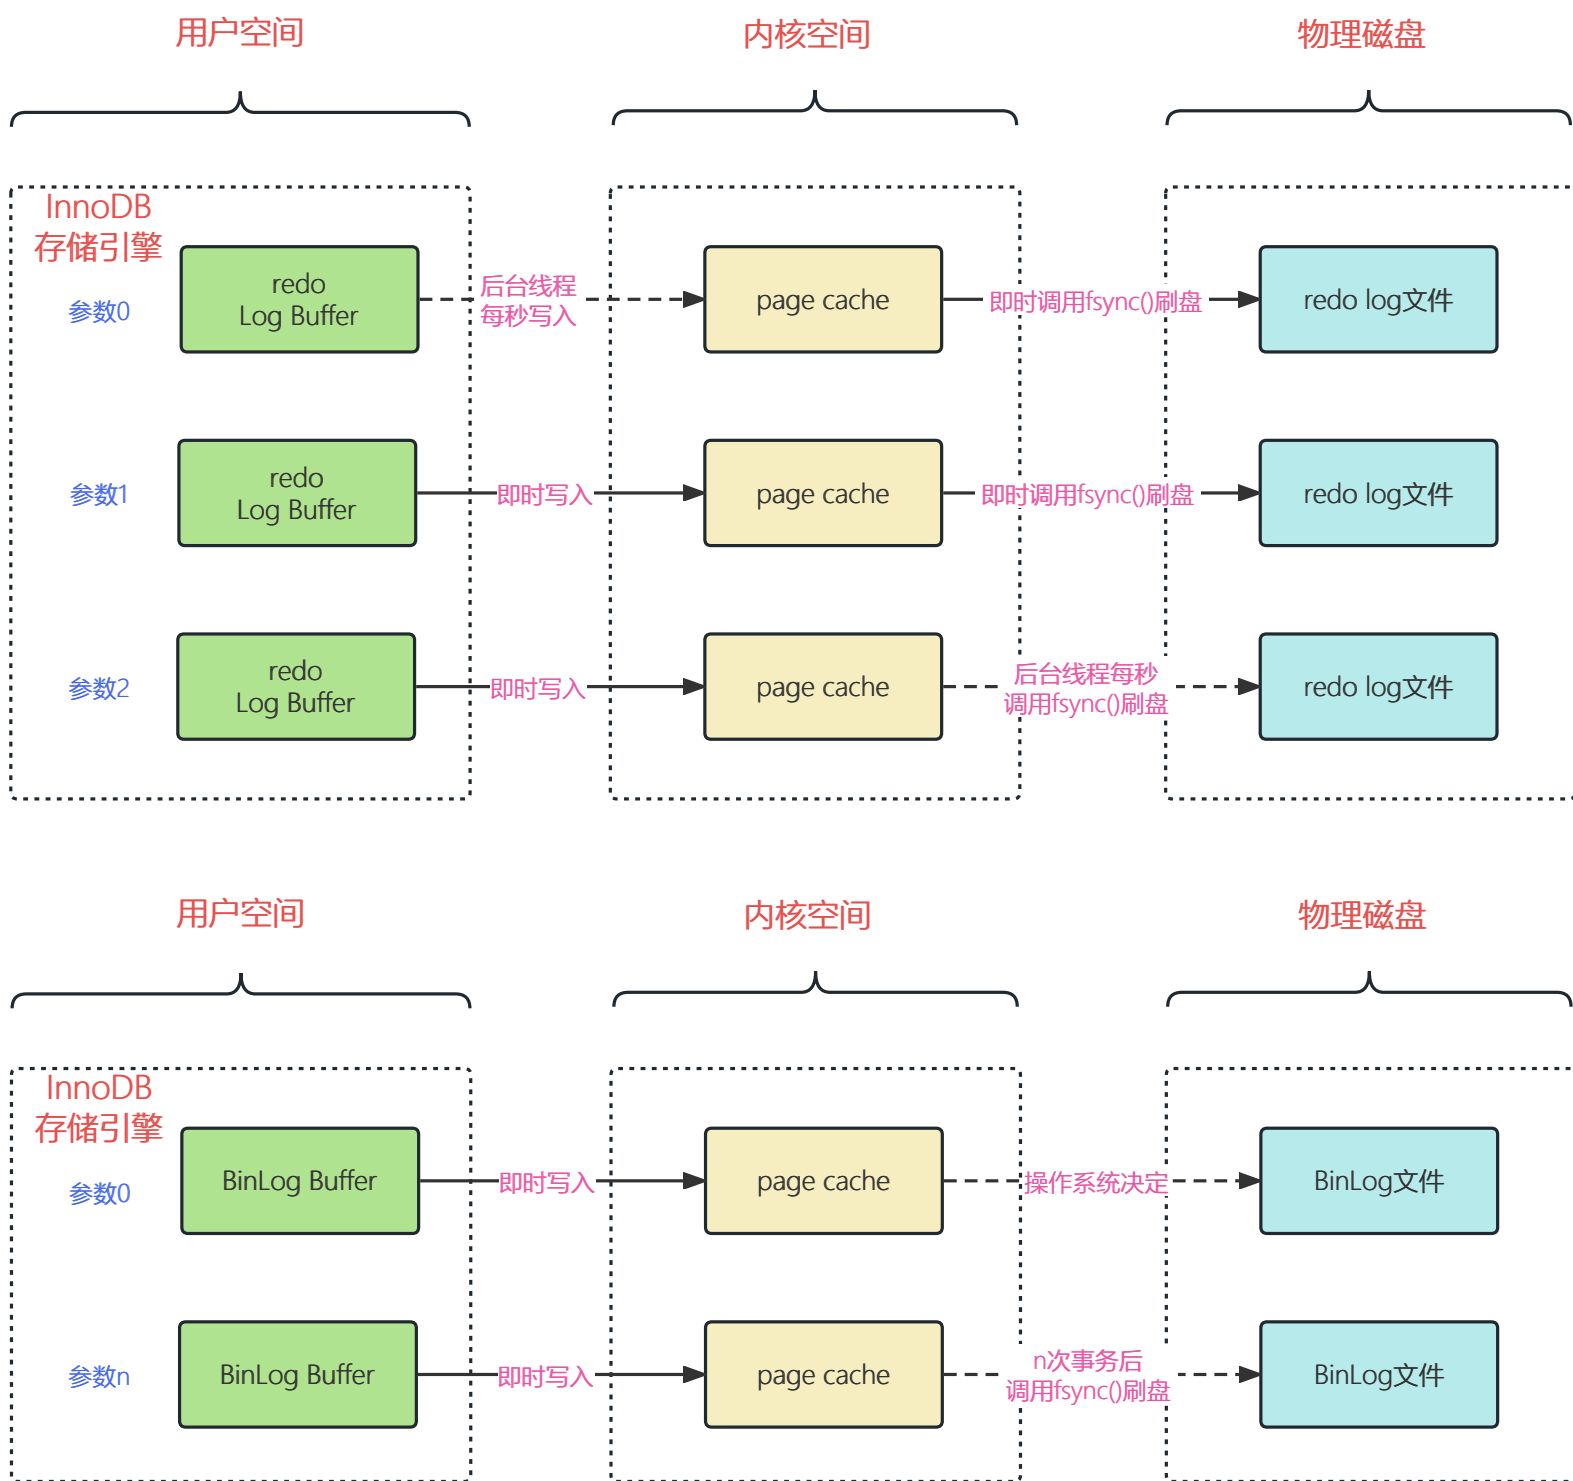 用户空间
内核空间
物理磁盘
InnoDB
存储引擎
参数0
redo
Log Buffer
后台线程
每秒写入
page cache
即时调用fsync()刷盘
redo log文件
参数1
redo
Log Buffer
即时写入
page cache
即时调用fsync()刷盘
redo log文件
参数2
redo
Log Buffer
即时写入
page cache
后台线程每秒
调用fsync()刷盘
redo log文件
用户空间
内核空间
物理磁盘
InnoDB
存储引擎
参数0
BinLog Buffer
即时写入
page cache
操作系统决定
BinLog文件
参数n
BinLog Buffer
即时写入
page cache
n次事务后
调用fsync()刷盘
BinLog文件